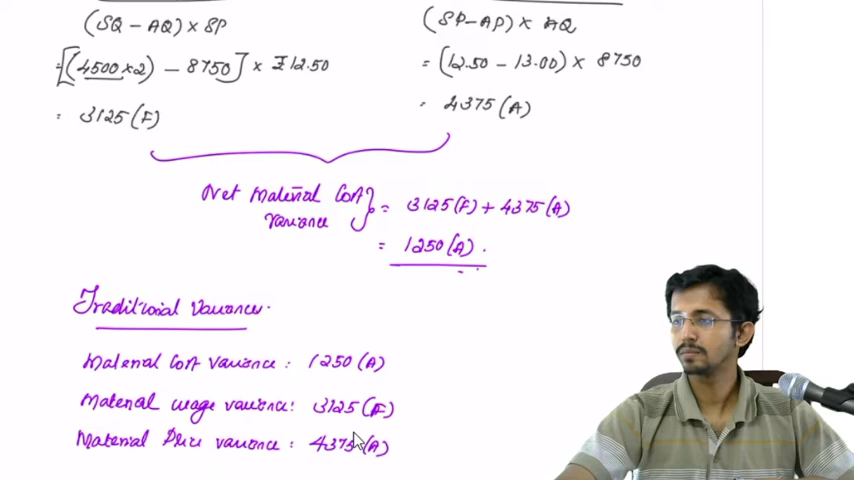 (SQ - AQ) × SP
(SP-AP) × AQ
= [(4500×2) - 8750] × ₹12.50
= (12.50 - 13.00) × 8750
= 3125 (F)
= 4375 (A)
Net Material Cost Variance } = 3125(F) + 4375(A)
= 1250 (A).
Traditional Variances.
Material Cost Variance : 1250 (A)
Material usage variance: 3125 (F)
Material Price variance : 4375 (A)